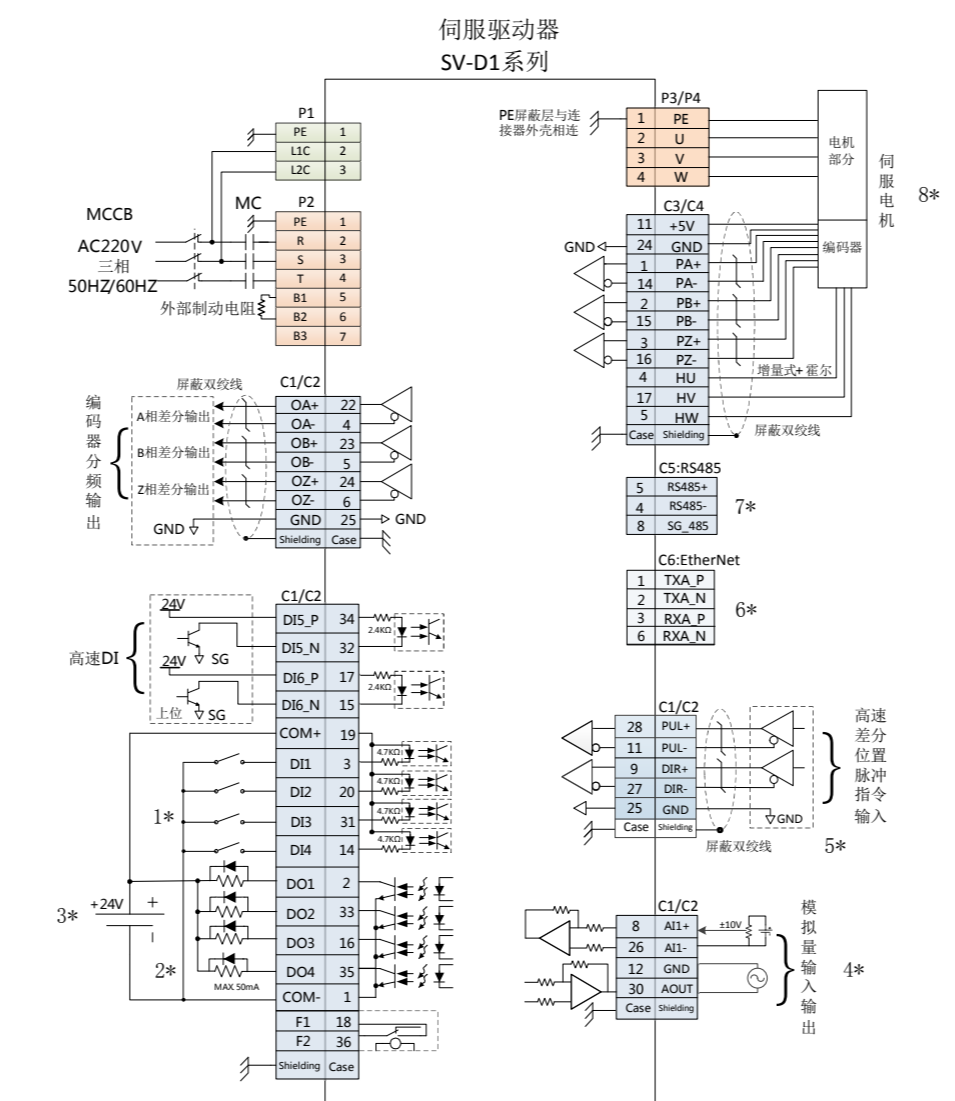 伺服驱动器
SV-D1系列
P1
PE 1
L1C 2
L2C 3
MCCB
AC220V
三相
50HZ/60HZ
MC
P2
PE 1
R 2
S 3
T 4
B1 5
B2 6
B3 7
外部制动电阻
屏蔽双绞线
C1/C2
编码器分频输出
A相差分输出
B相差分输出
Z相差分输出
GND
OA+ 22
OA- 4
OB+ 23
OB- 5
OZ+ 24
OZ- 6
GND 25
GND
Shielding Case
C1/C2
高速DI
24V
SG
24V
SG
上位
DI5_P 34
2.4KΩ
DI5_N 32
DI6_P 17
2.4KΩ
DI6_N 15
COM+ 19
4.7KΩ
DI1 3
4.7KΩ
DI2 20
4.7KΩ
1*
DI3 31
4.7KΩ
DI4 14
DO1 2
3*
+24V
+
-
DO2 33
DO3 16
2*
DO4 35
MAX 50mA
COM- 1
F1 18
F2 36
Shielding Case
PE屏蔽层与连
接器外壳相连
P3/P4
1 PE
2 U
3 V
4 W
电机
部分
伺服电机
8*
编码器
C3/C4
11 +5V
GND
24 GND
1 PA+
14 PA-
2 PB+
15 PB-
3 PZ+
16 PZ-
4 HU
17 HV
5 HW
Case Shielding
增量式+ 霍尔
屏蔽双绞线
C5:RS485
5 RS485+
4 RS485-
8 SG_485
7*
C6:EtherNet
1 TXA_P
2 TXA_N
3 RXA_P
6 RXA_N
6*
C1/C2
28 PUL+
11 PUL-
9 DIR+
27 DIR-
25 GND
Case Shielding
GND
屏蔽双绞线
高速
差分
位置
脉冲
指令
输入
5*
C1/C2
8 AI1+
±10V
26 AI1-
12 GND
30 AOUT
Case Shielding
模拟量输入输出
4*